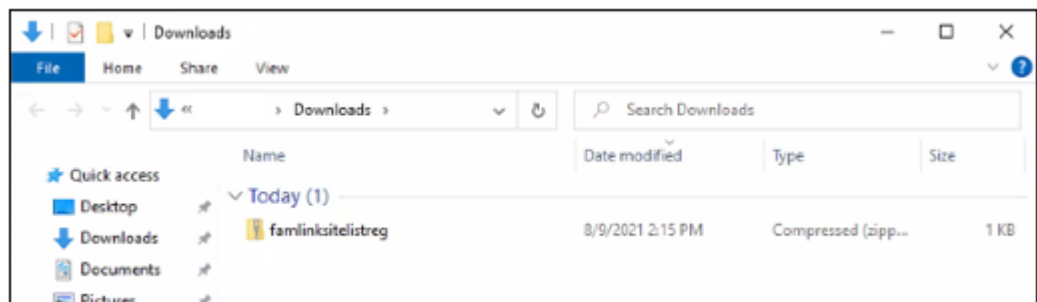 Downloads
File Home Share View
« › Downloads › Search Downloads
Name Date modified Type Size
Quick access
Today (1)
Desktop
famlinksitelistreg 8/9/2021 2:15 PM Compressed (zipp... 1 KB
Downloads
Documents
Pictures